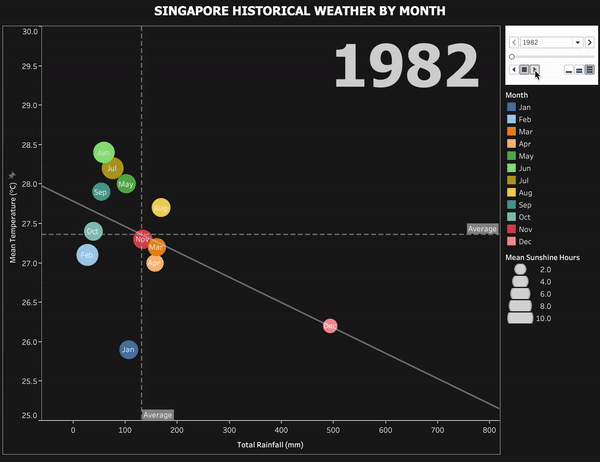 SINGAPORE HISTORICAL WEATHER BY MONTH
1982
30.0
29.5
29.0
28.5
28.0
27.5
27.0
26.5
26.0
25.5
25.0
Mean Temperature (°C)
Jun
Jul
May
Sep
Aug
Oct
Nov
Mar
Feb
Apr
Jan
Dec
Average
Average
0
100
200
300
400
500
600
700
800
Total Rainfall (mm)
1982
Month
Jan
Feb
Mar
Apr
May
Jun
Jul
Aug
Sep
Oct
Nov
Dec
Mean Sunshine Hours
2.0
4.0
6.0
8.0
10.0